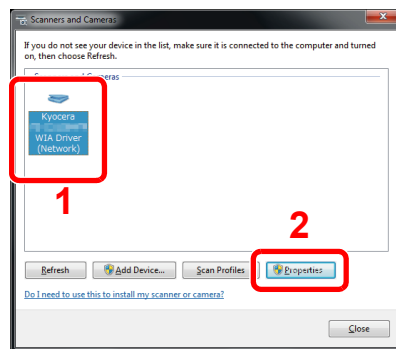 Scanners and Cameras
If you do not see your device in the list, make sure it is connected to the computer and turned
on, then choose Refresh.
Scanners and Cameras
Kyocera
WIA Driver
(Network)
1
2
Refresh
Add Device...
Scan Profiles
Properties
Do I need to use this to install my scanner or camera?
Close